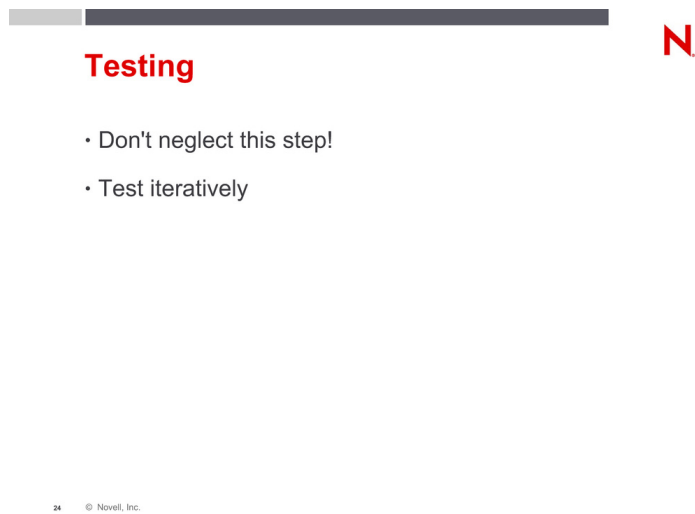 N
Testing
• Don't neglect this step!
• Test iteratively
24 © Novell, Inc.